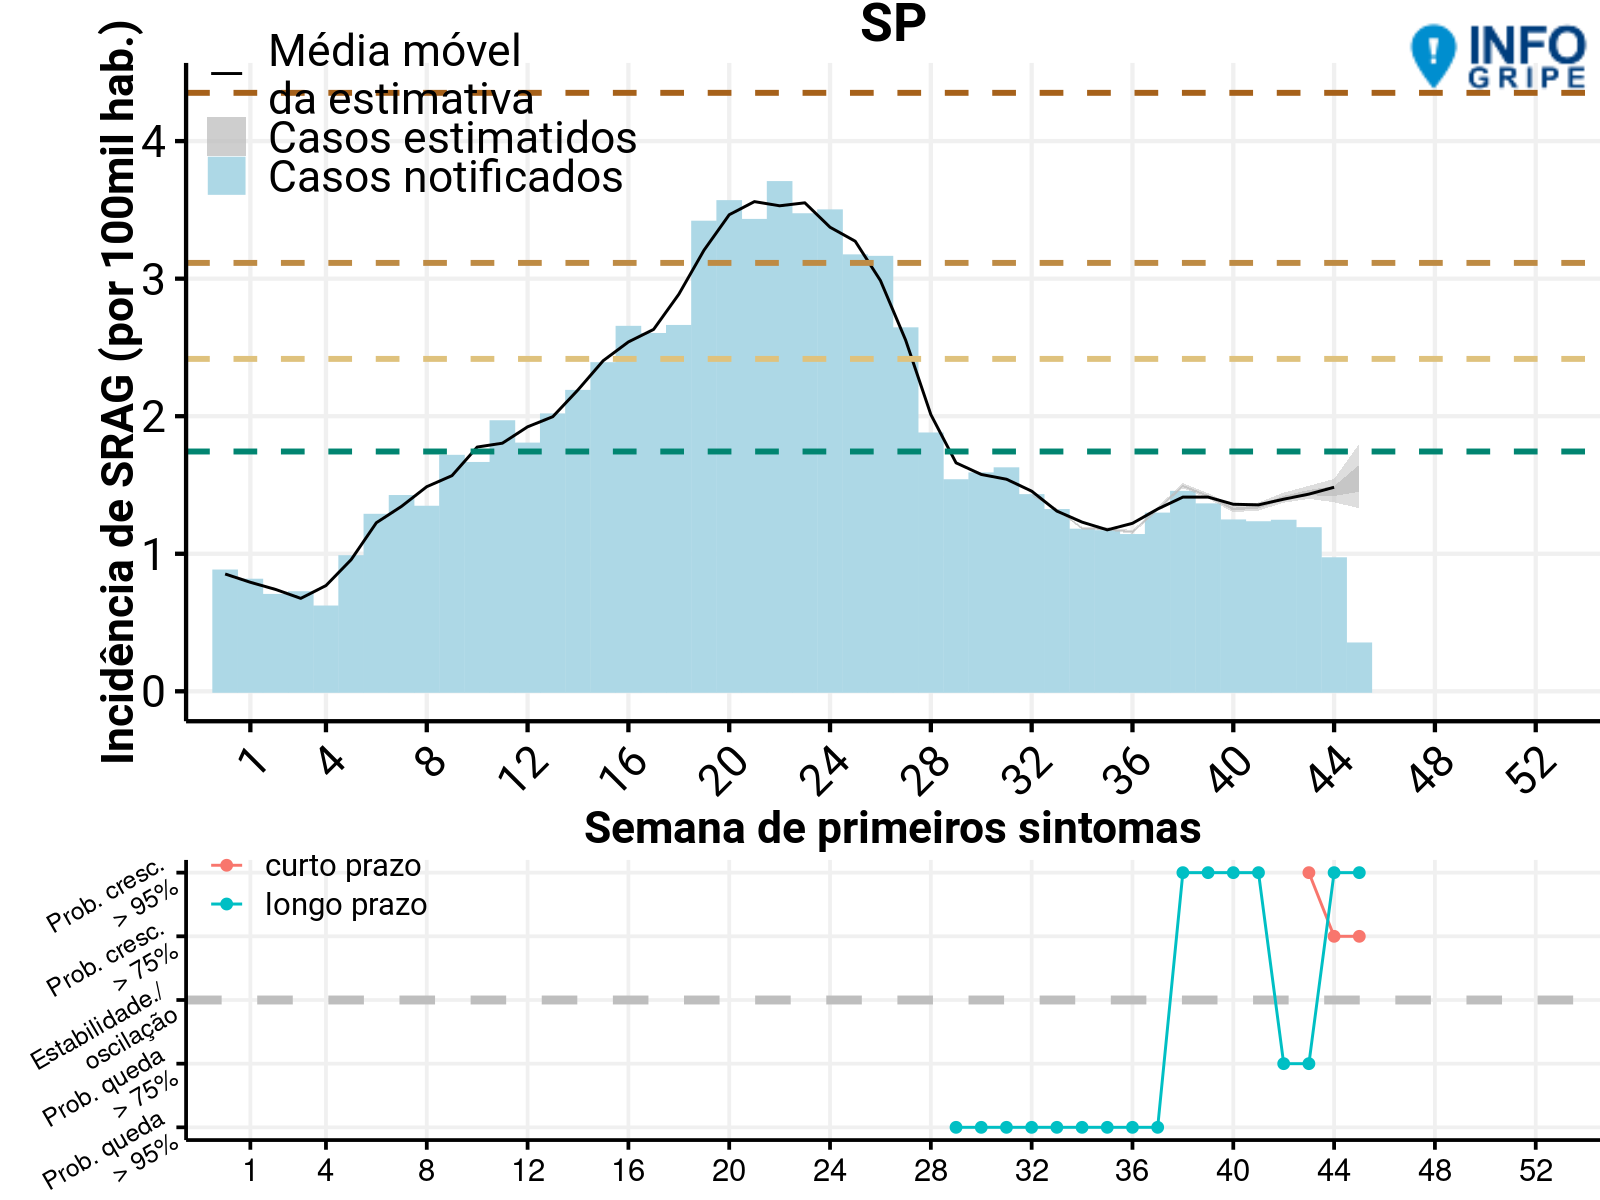 SP
INFO
GRIPE
Média móvel
da estimativa
Casos estimatidos
Casos notificados
Incidência de SRAG (por 100mil hab.)
4
3
2
1
0
1 4 8 12 16 20 24 28 32 36 40 44 48 52
Semana de primeiros sintomas
curto prazo
longo prazo
Prob. cresc.
> 95%
Prob. cresc.
> 75%
Estabilidade./
oscilação
Prob. queda
> 75%
Prob. queda
> 95%
1 4 8 12 16 20 24 28 32 36 40 44 48 52